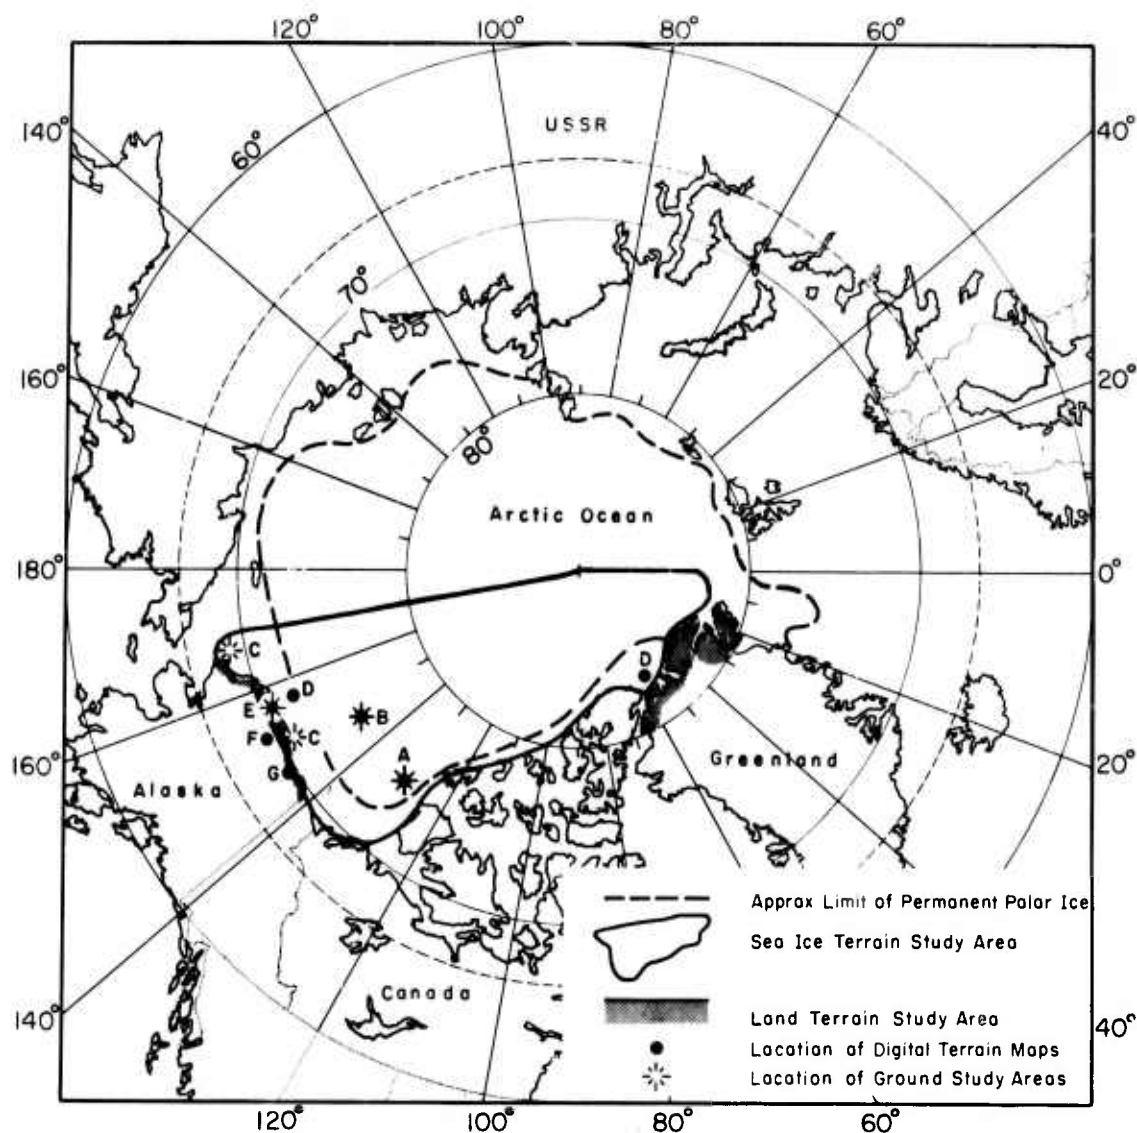 120° 100° 80° 60°
USSR
140° 40°
60°
70°
160° 20°
80°
Arctic Ocean
180° 0°
C
D
D
E B
F C
A
G Greenland
160° Alaska 20°
Approx Limit of Permanent Polar Ice
Sea Ice Terrain Study Area
Canada
140° Land Terrain Study Area 40°
Location of Digital Terrain Maps
Location of Ground Study Areas
120° 100° 80° 60°